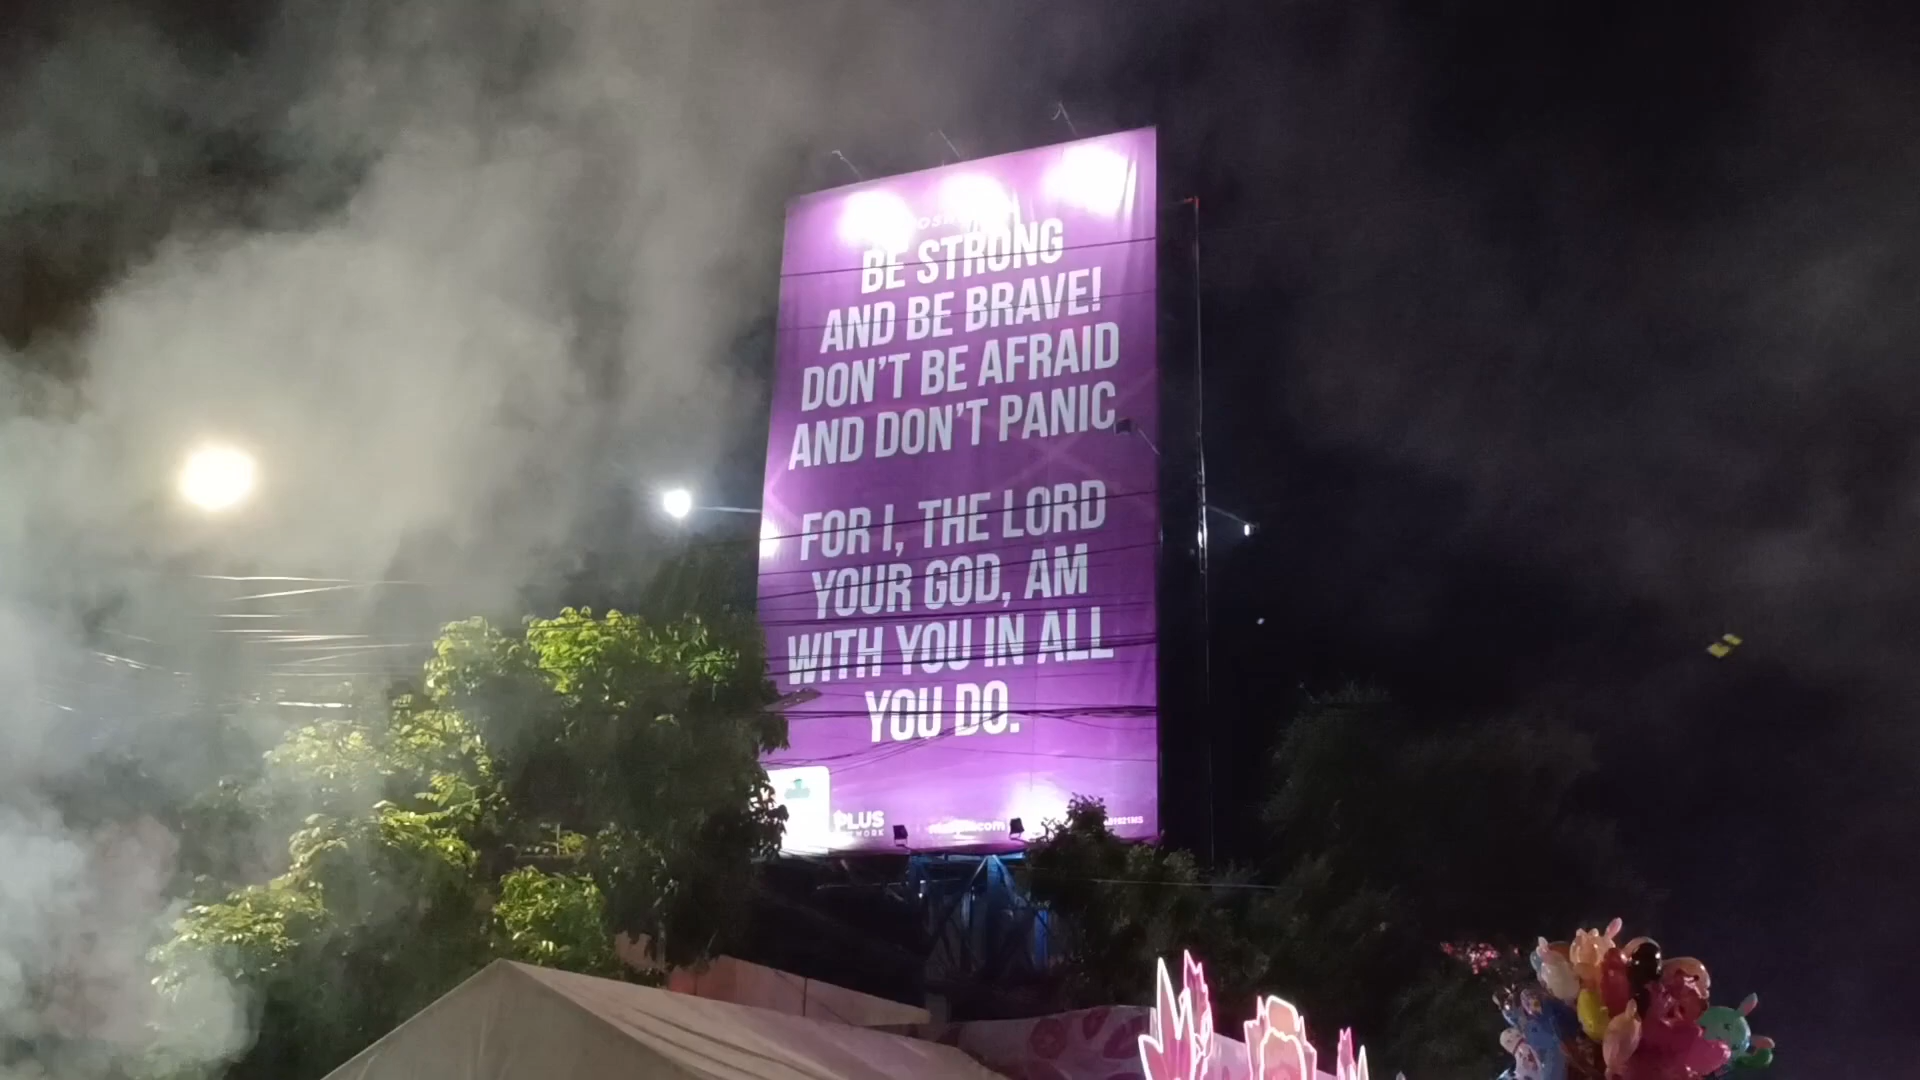 BE STRONG
AND BE BRAVE!
DON'T BE AFRAID
AND DON'T PANIC
FOR I, THE LORD
YOUR GOD, AM
WITH YOU IN ALL
YOU DO.
PLUS